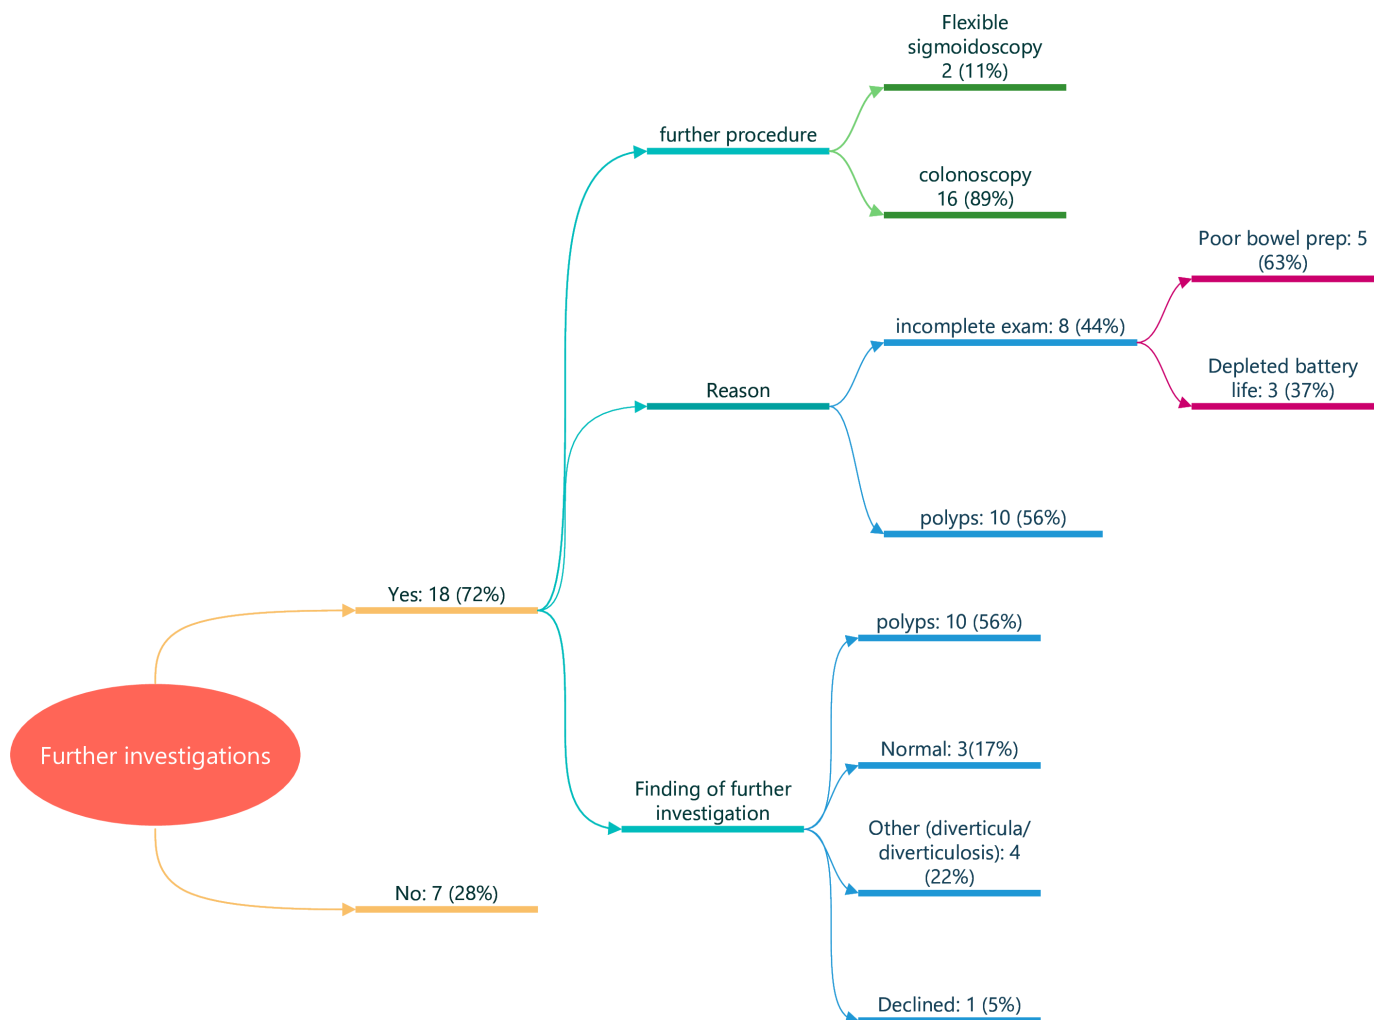 Flexible
sigmoidoscopy
2 (11%)
further procedure
colonoscopy
16 (89%)
Poor bowel prep: 5
(63%)
incomplete exam: 8 (44%)
Depleted battery
life: 3 (37%)
Reason
polyps: 10 (56%)
Yes: 18 (72%)
polyps: 10 (56%)
Further investigations
Normal: 3(17%)
Finding of further
investigation
Other (diverticula/
diverticulosis): 4
(22%)
No: 7 (28%)
Declined: 1 (5%)